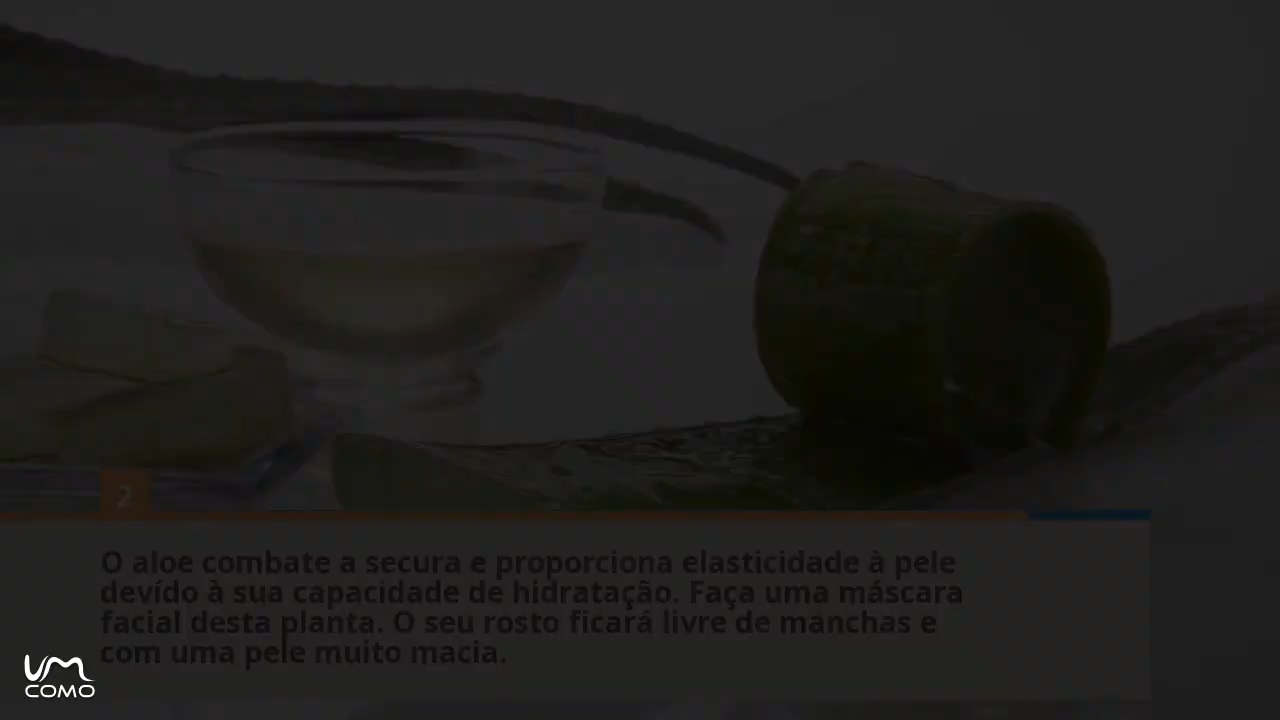 2
O aloe combate a secura e proporciona elasticidade à pele
devído à sua capacidade de hidratação. Faça uma máscara
facial desta planta. O seu rosto ficará livre de manchas e
com uma pele muito macia.
UM
COMO